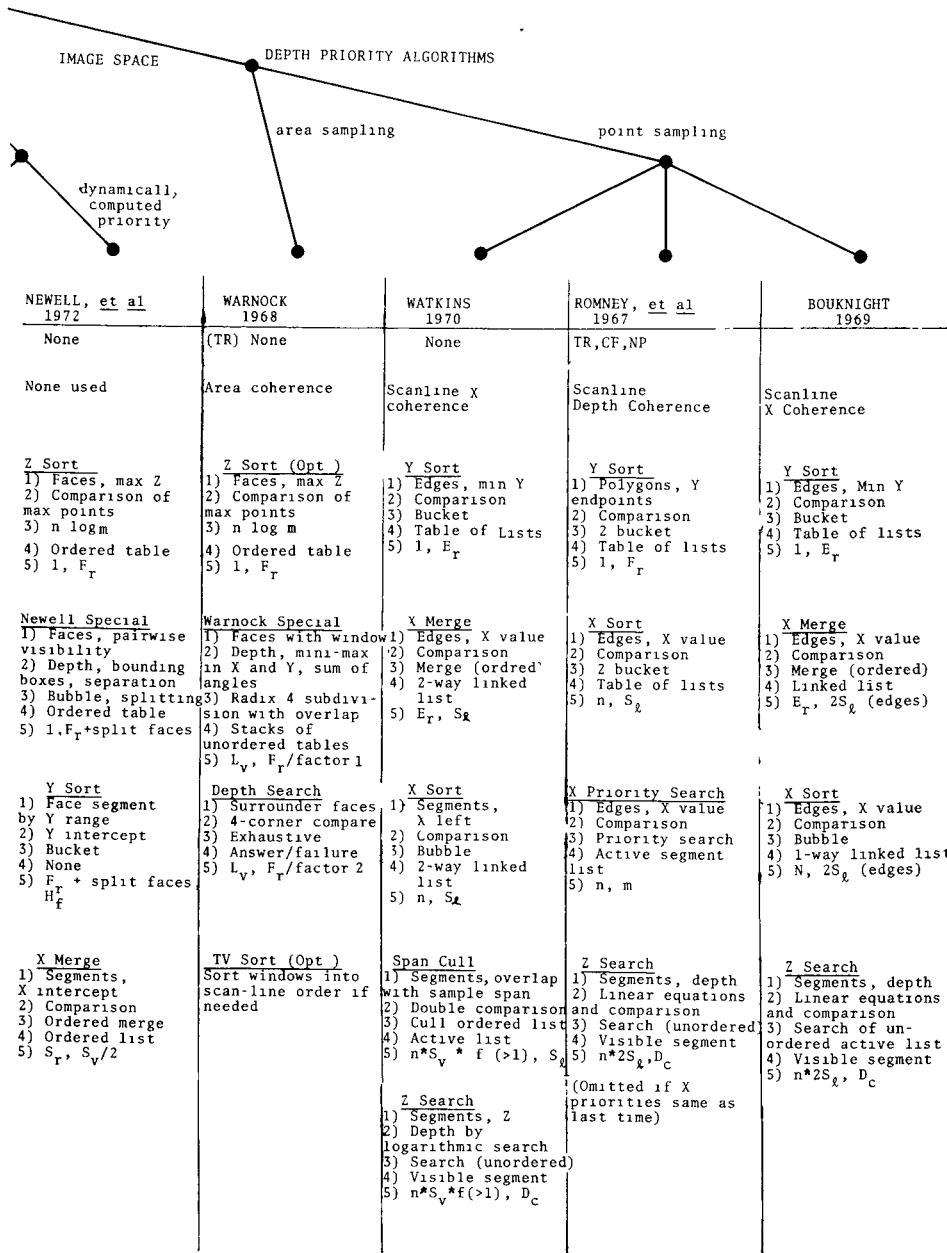 IMAGE SPACE
DEPTH PRIORITY ALGORITHMS
area sampling
point sampling
dynamicall,
computed
priority
NEWELL, et al
1972
None
None used
Z Sort
1) Faces, max Z
2) Comparison of
max points
3) n logm
4) Ordered table
5) 1, Fr
Newell Special
1) Faces, pairwise
visibility
2) Depth, bounding
boxes, separation
3) Bubble, splitting
4) Ordered table
5) 1.Fr+split faces
Y Sort
1) Face segment
by Y range
2) Y intercept
3) Bucket
4) None
5) Fr + split faces
Hf
X Merge
1) Segments,
X intercept
2) Comparison
3) Ordered merge
4) Ordered list
5) Sr, Sv/2
WARNOCK
1968
(TR) None
Area coherence
Z Sort (Opt )
1) Faces, max Z
2) Comparison of
max points
3) n log m
4) Ordered table
5) 1, Fr
Warnock Special
1) Faces with window
2) Depth, mini-max
in X and Y, sum of
angles
3) Radix 4 subdivi-
sion with overlap
4) Stacks of
unordered tables
5) Lv, Fr/factor 1
Depth Search
1) Surrounder faces
2) 4-corner compare
3) Exhaustive
4) Answer/failure
5) Lv, Fr/factor 2
TV Sort (Opt )
Sort windows into
scan-line order if
needed
WATKINS
1970
None
Scanline X
coherence
Y Sort
1) Edges, min Y
2) Comparison
3) Bucket
4) Table of Lists
5) 1, Er
X Merge
1) Edges, X value
2) Comparison
3) Merge (ordred)
4) 2-way linked
list
5) Er, Sℓ
X Sort
1) Segments,
X left
2) Comparison
3) Bubble
4) 2-way linked
list
5) n, Sℓ
Span Cull
1) Segments, overlap
with sample span
2) Double comparison
3) Cull ordered list
4) Active list
5) n*Sv * f (>1), Sℓ
Z Search
1) Segments, Z
2) Depth by
logarithmic search
3) Search (unordered)
4) Visible segment
5) n*Sv*f(>1), Dc
ROMNEY, et al
1967
TR,CF,NP
Scanline
Depth Coherence
Y Sort
1) Polygons, Y
endpoints
2) Comparison
3) 2 bucket
4) Table of lists
5) 1, Fr
X Sort
1) Edges, X value
2) Comparison
3) 2 bucket
4) Table of lists
5) n, Sℓ
X Priority Search
1) Edges, X value
2) Comparison
3) Priority search
4) Active segment
list
5) n, m
Z Search
1) Segments, depth
2) Linear equations
and comparison
3) Search (unordered)
4) Visible segment
5) n*2Sℓ,Dc
(Omitted if X
priorities same as
last time)
BOUKNIGHT
1969
Scanline
X Coherence
Y Sort
1) Edges, Min Y
2) Comparison
3) Bucket
4) Table of lists
5) 1, Er
X Merge
1) Edges, X value
2) Comparison
3) Merge (ordered)
4) Linked list
5) Er, 2Sℓ (edges)
X Sort
1) Edges, X value
2) Comparison
3) Bubble
4) 1-way linked list
5) N, 2Sℓ (edges)
Z Search
1) Segments, depth
2) Linear equations
and comparison
3) Search of un-
ordered active list
4) Visible segment
5) n*2Sℓ, Dc